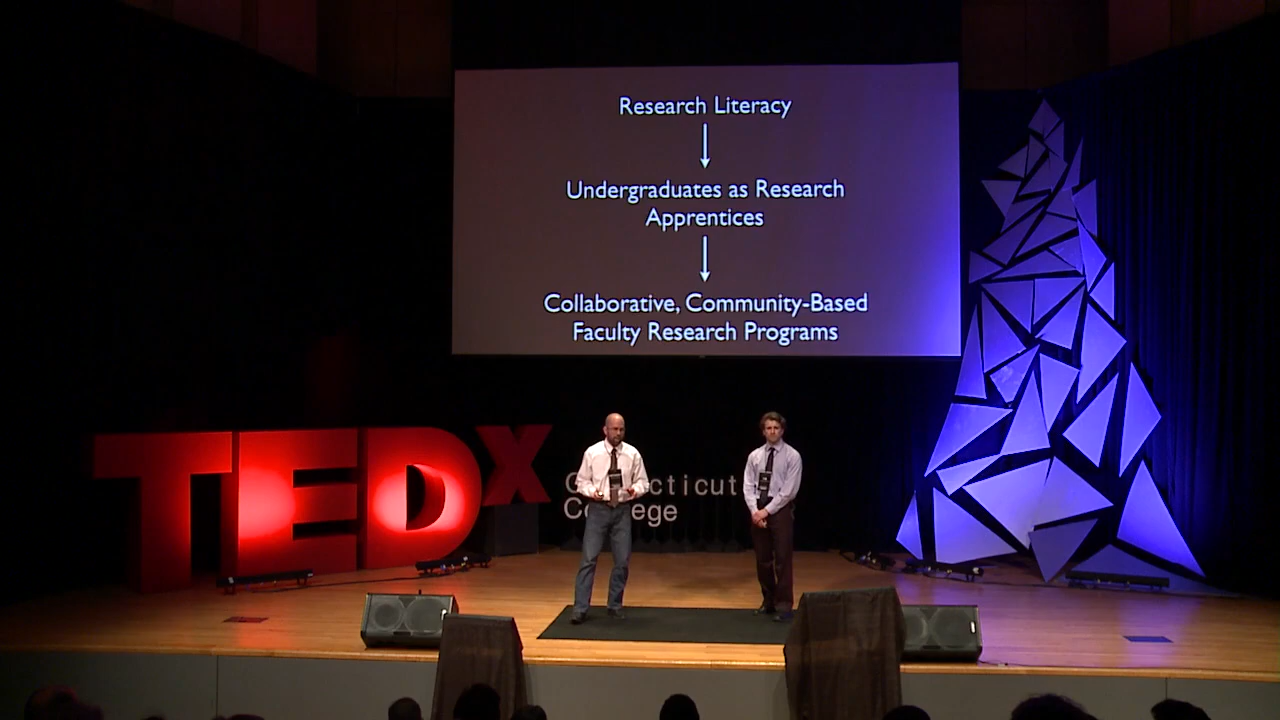 Research Literacy
Undergraduates as Research
Apprentices
Collaborative, Community-Based
Faculty Research Programs
TEDx